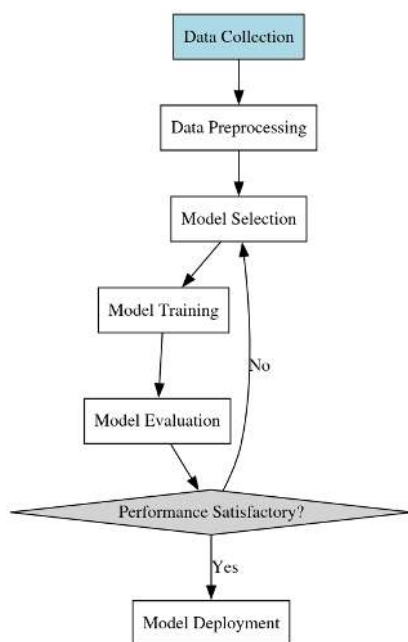 Data Collection
Data Preprocessing
Model Selection
Model Training
No
Model Evaluation
Performance Satisfactory?
Yes
Model Deployment